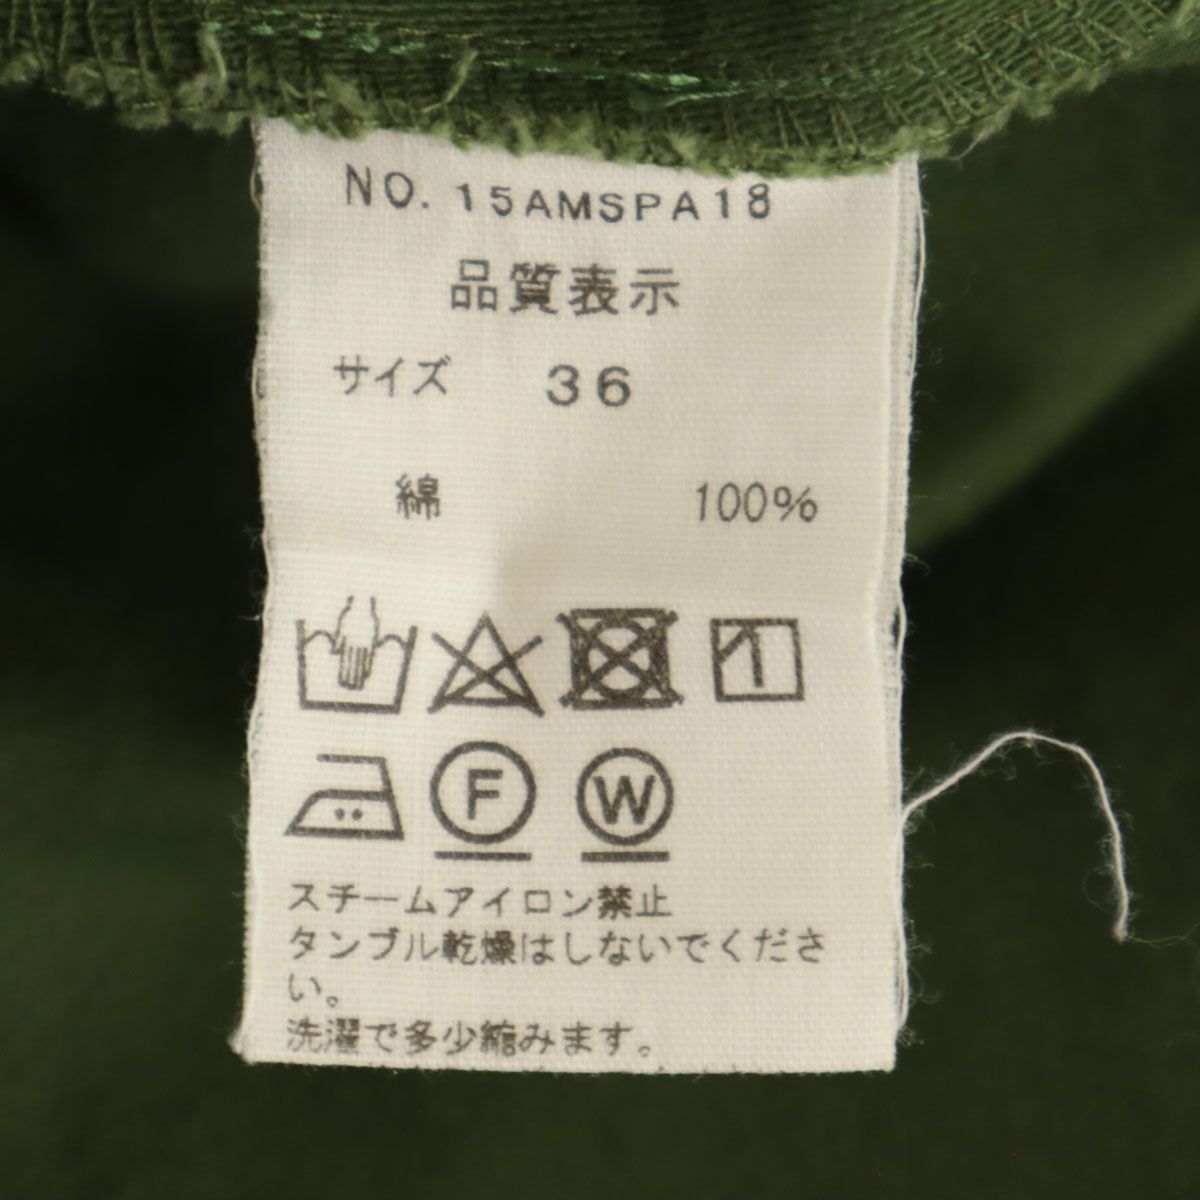 NO. 15AMSPA18
品質表示
サイズ 36
綿 100%
F W
スチームアイロン禁止
タンブル乾燥はしないでくださ
い。
洗濯で多少縮みます。